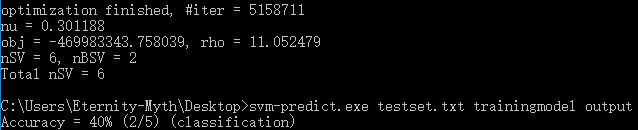 optimization finished, #iter = 5158711
nu = 0.301188
obj = -469983343.758039, rho = 11.052479
nSV = 6, nBSV = 2
Total nSV = 6
C:\Users\Eternity-Myth\Desktop>svm-predict.exe testset.txt trainingmodel output
Accuracy = 40% (2/5) (classification)